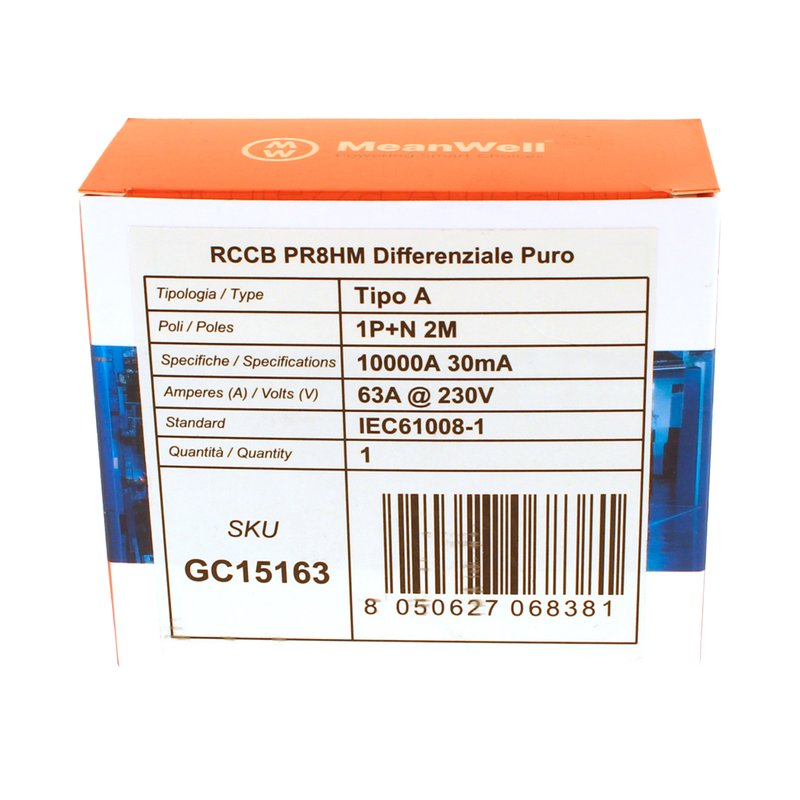 MW MeanWell
Powering Smart Choices
RCCB PR8HM Differenziale Puro
Tipologia / Type Tipo A
Poli / Poles 1P+N 2M
Specifiche / Specifications 10000A 30mA
Amperes (A) / Volts (V) 63A @ 230V
Standard IEC61008-1
Quantità / Quantity 1
SKU
GC15163
8 050627 068381